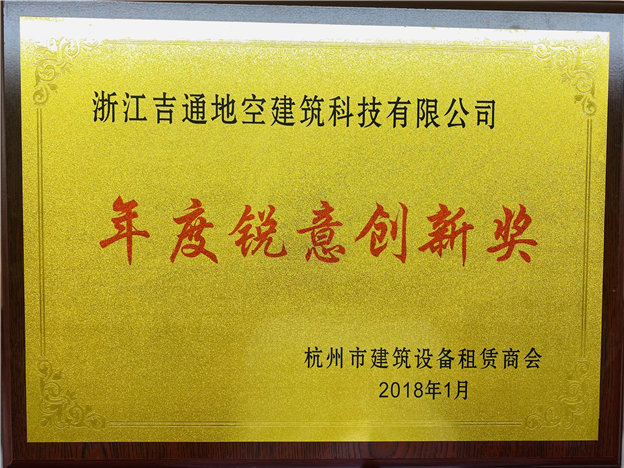 浙江吉通地空建筑科技有限公司
年度锐意创新奖
杭州市建筑设备租赁商会
2018年1月